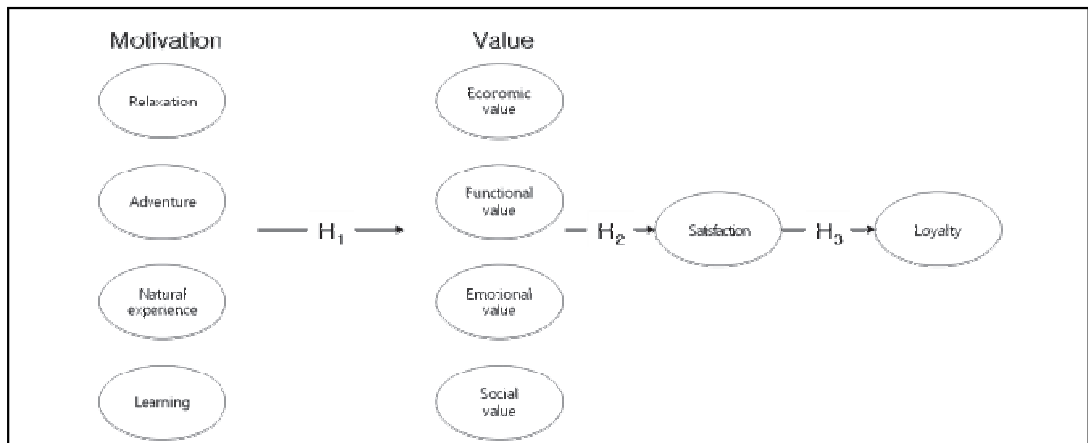 Motivation
Value
Relaxation
Adventure
Natural
experience
Learning
H₁
Economic
value
Functional
value
Emotional
value
Social
value
H₂
Satisfaction
H₃
Loyalty